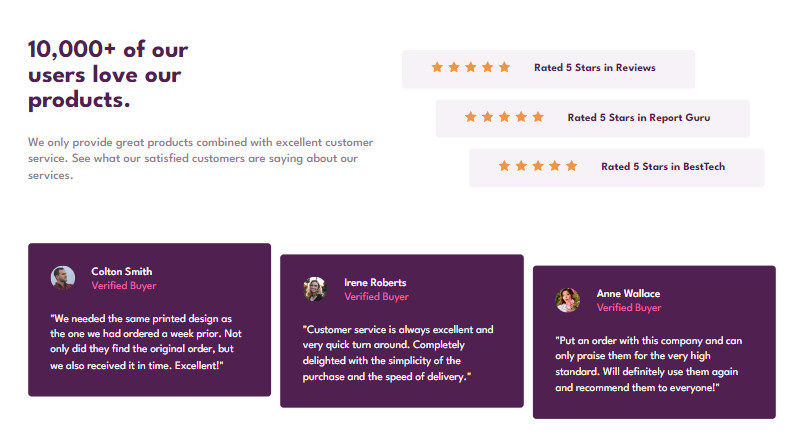 10,000+ of our
users love our
products.
We only provide great products combined with excellent customer
service. See what our satisfied customers are saying about our
services.
Rated 5 Stars in Reviews
Rated 5 Stars in Report Guru
Rated 5 Stars in BestTech
Colton Smith
Verified Buyer
"We needed the same printed design as
the one we had ordered a week prior. Not
only did they find the original order, but
we also received it in time. Excellent!"
Irene Roberts
Verified Buyer
"Customer service is always excellent and
very quick turn around. Completely
delighted with the simplicity of the
purchase and the speed of delivery."
Anne Wallace
Verified Buyer
"Put an order with this company and can
only praise them for the very high
standard. Will definitely use them again
and recommend them to everyone!"